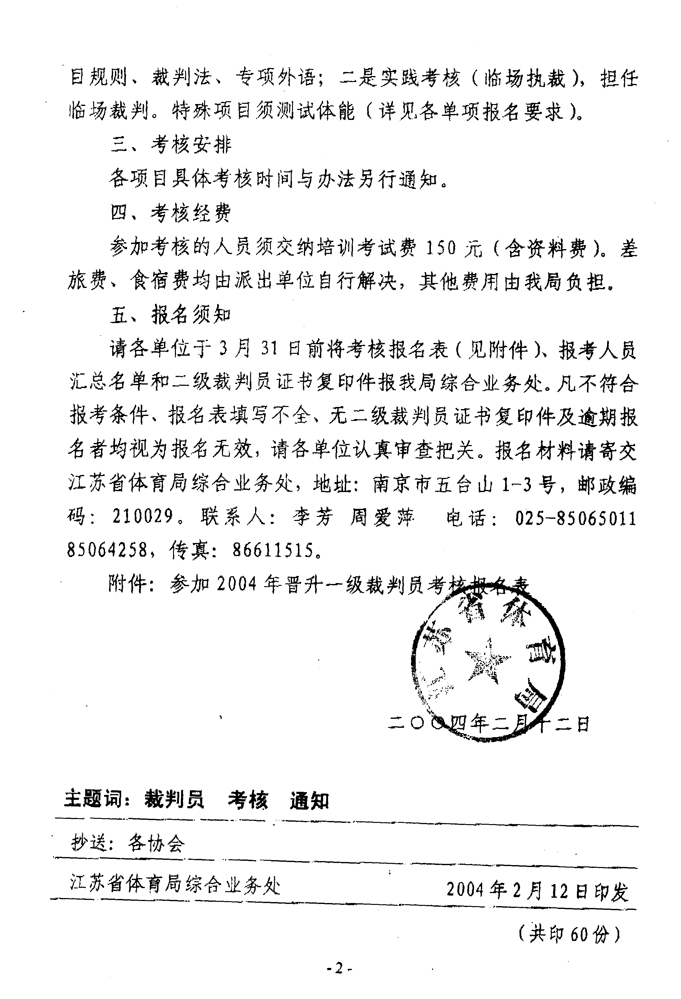 目规则、裁判法、专项外语；二是实践考核（临场执裁），担任
临场裁判。特殊项目须测试体能（详见各单项报名要求）。
三、考核安排
各项目具体考核时间与办法另行通知。
四、考核经费
参加考核的人员须交纳培训考试费 150 元（含资料费）。差
旅费、食宿费均由派出单位自行解决，其他费用由我局负担。
五、报名须知
请各单位于 3 月 31 日前将考核报名表（见附件）、报考人员
汇总名单和二级裁判员证书复印件报我局综合业务处。凡不符合
报考条件、报名表填写不全、无二级裁判员证书复印件及逾期报
名者均视为报名无效，请各单位认真审查把关。报名材料请寄交
江苏省体育局综合业务处，地址：南京市五台山 1-3 号，邮政编
码：210029。联系人：李芳 周爱萍 电话：025-85065011
85064258，传真：86611515。
附件：参加 2004 年晋升一级裁判员考核报名表
江苏省体育局
二〇〇四年二月十二日
主题词：裁判员 考核 通知
抄送：各协会
江苏省体育局综合业务处 2004 年 2 月 12 日印发
（共印 60 份）
-2-